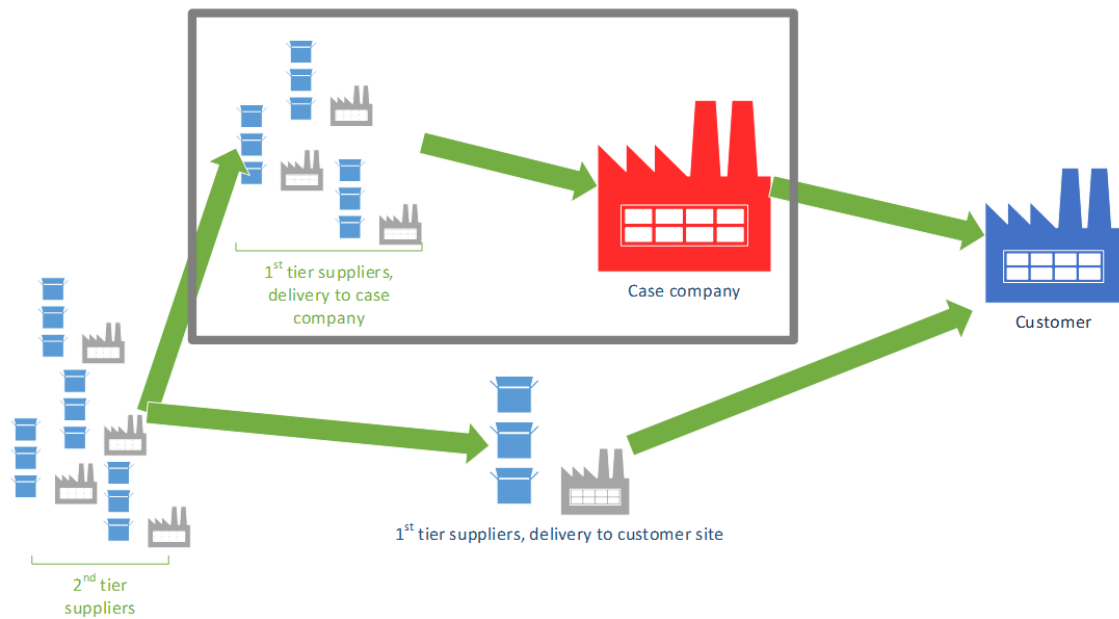 1st tier suppliers,
delivery to case
company
Case company
Customer
1st tier suppliers, delivery to customer site
2nd tier
suppliers